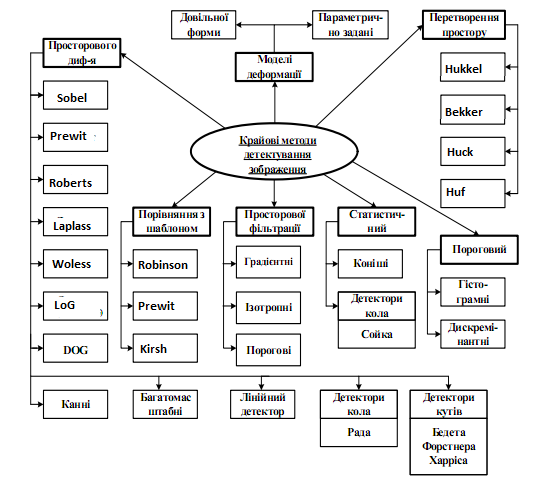 Довільної
форми
Параметрич-
но задані
Перетворення
простору
Просторового
диф-я
Моделі
деформації
Hukkel
Bekker
Huck
Huf
Sobel
Prewit
Roberts
Laplass
Woless
LoG
DOG
Крайові методи
детектування
зображення
Порівняння з
шаблоном
Robinson
Prewit
Kirsh
Просторової
фільтрації
Градієнтні
Ізотропні
Порогові
Статистич-
ний
Коніші
Детектори
кола
Сойка
Пороговий
Гісто-
грамні
Дискремі-
нантні
Канні
Багатомас
штабні
Лінійний
детектор
Детектори
кола
Рада
Детектори
кутів
Бедета
Форстнера
Харріса